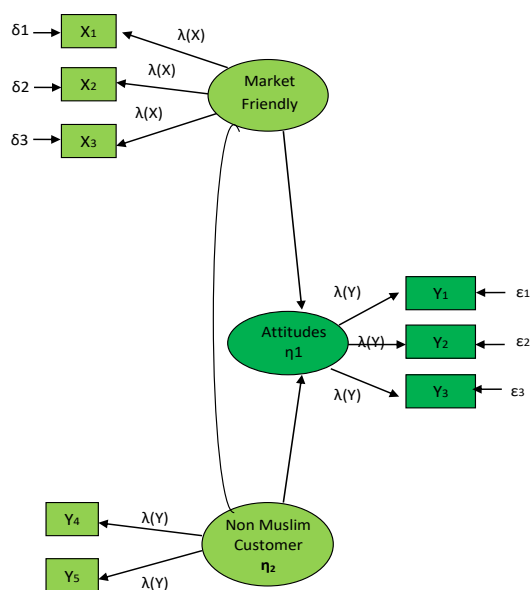 δ1
X1
λ(X)
δ2
X2
λ(X)
Market
Friendly
δ3
X3
λ(X)
λ(Y)
Y1
ε1
Attitudes
η1
λ(Y)
Y2
ε2
λ(Y)
Y3
ε3
Y4
λ(Y)
Non Muslim
Customer
η2
Y5
λ(Y)